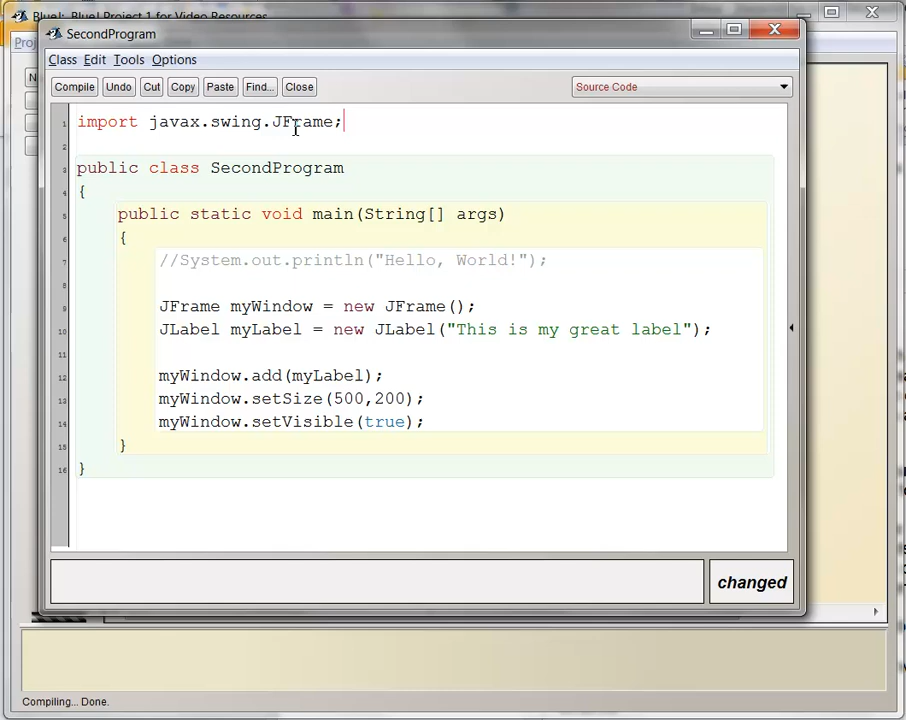 BlueJ: BlueJ Project 1 for Video Resources
SecondProgram
Class Edit Tools Options
Compile Undo Cut Copy Paste Find... Close Source Code
1 import javax.swing.JFrame;
2
3 public class SecondProgram
4 {
5 public static void main(String[] args)
6 {
7 //System.out.println("Hello, World!");
8
9 JFrame myWindow = new JFrame();
10 JLabel myLabel = new JLabel("This is my great label");
11
12 myWindow.add(myLabel);
13 myWindow.setSize(500,200);
14 myWindow.setVisible(true);
15 }
16 }
changed
Compiling... Done.